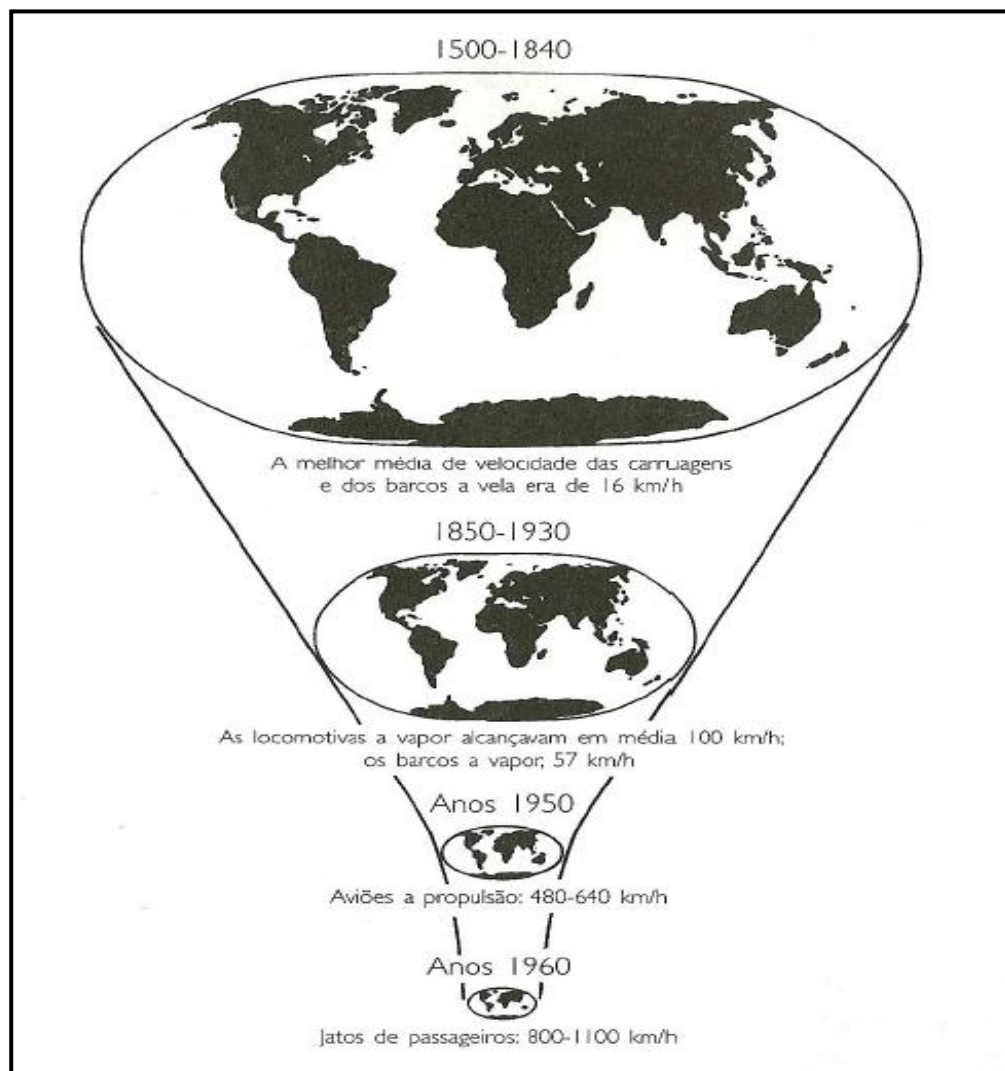 1500-1840
A melhor média de velocidade das carruagens
e dos barcos a vela era de 16 km/h
1850-1930
As locomotivas a vapor alcançavam em média 100 km/h;
os barcos a vapor, 57 km/h
Anos 1950
Aviões a propulsão: 480-640 km/h
Anos 1960
Jatos de passageiros: 800-1100 km/h